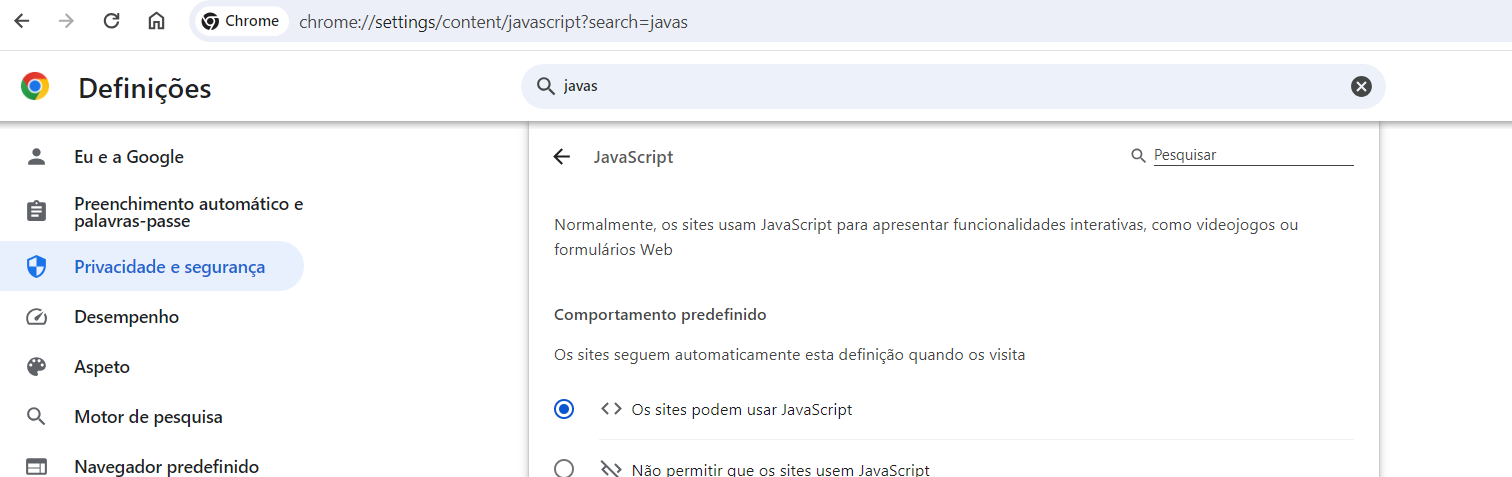 Chrome
chrome://settings/content/javascript?search=javas
Definições
javas
Eu e a Google
Preenchimento automático e
palavras-passe
Privacidade e segurança
Desempenho
Aspeto
Motor de pesquisa
Navegador predefinido
JavaScript
Pesquisar
Normalmente, os sites usam JavaScript para apresentar funcionalidades interativas, como videojogos ou
formulários Web
Comportamento predefinido
Os sites seguem automaticamente esta definição quando os visita
Os sites podem usar JavaScript
Não permitir que os sites usem JavaScript